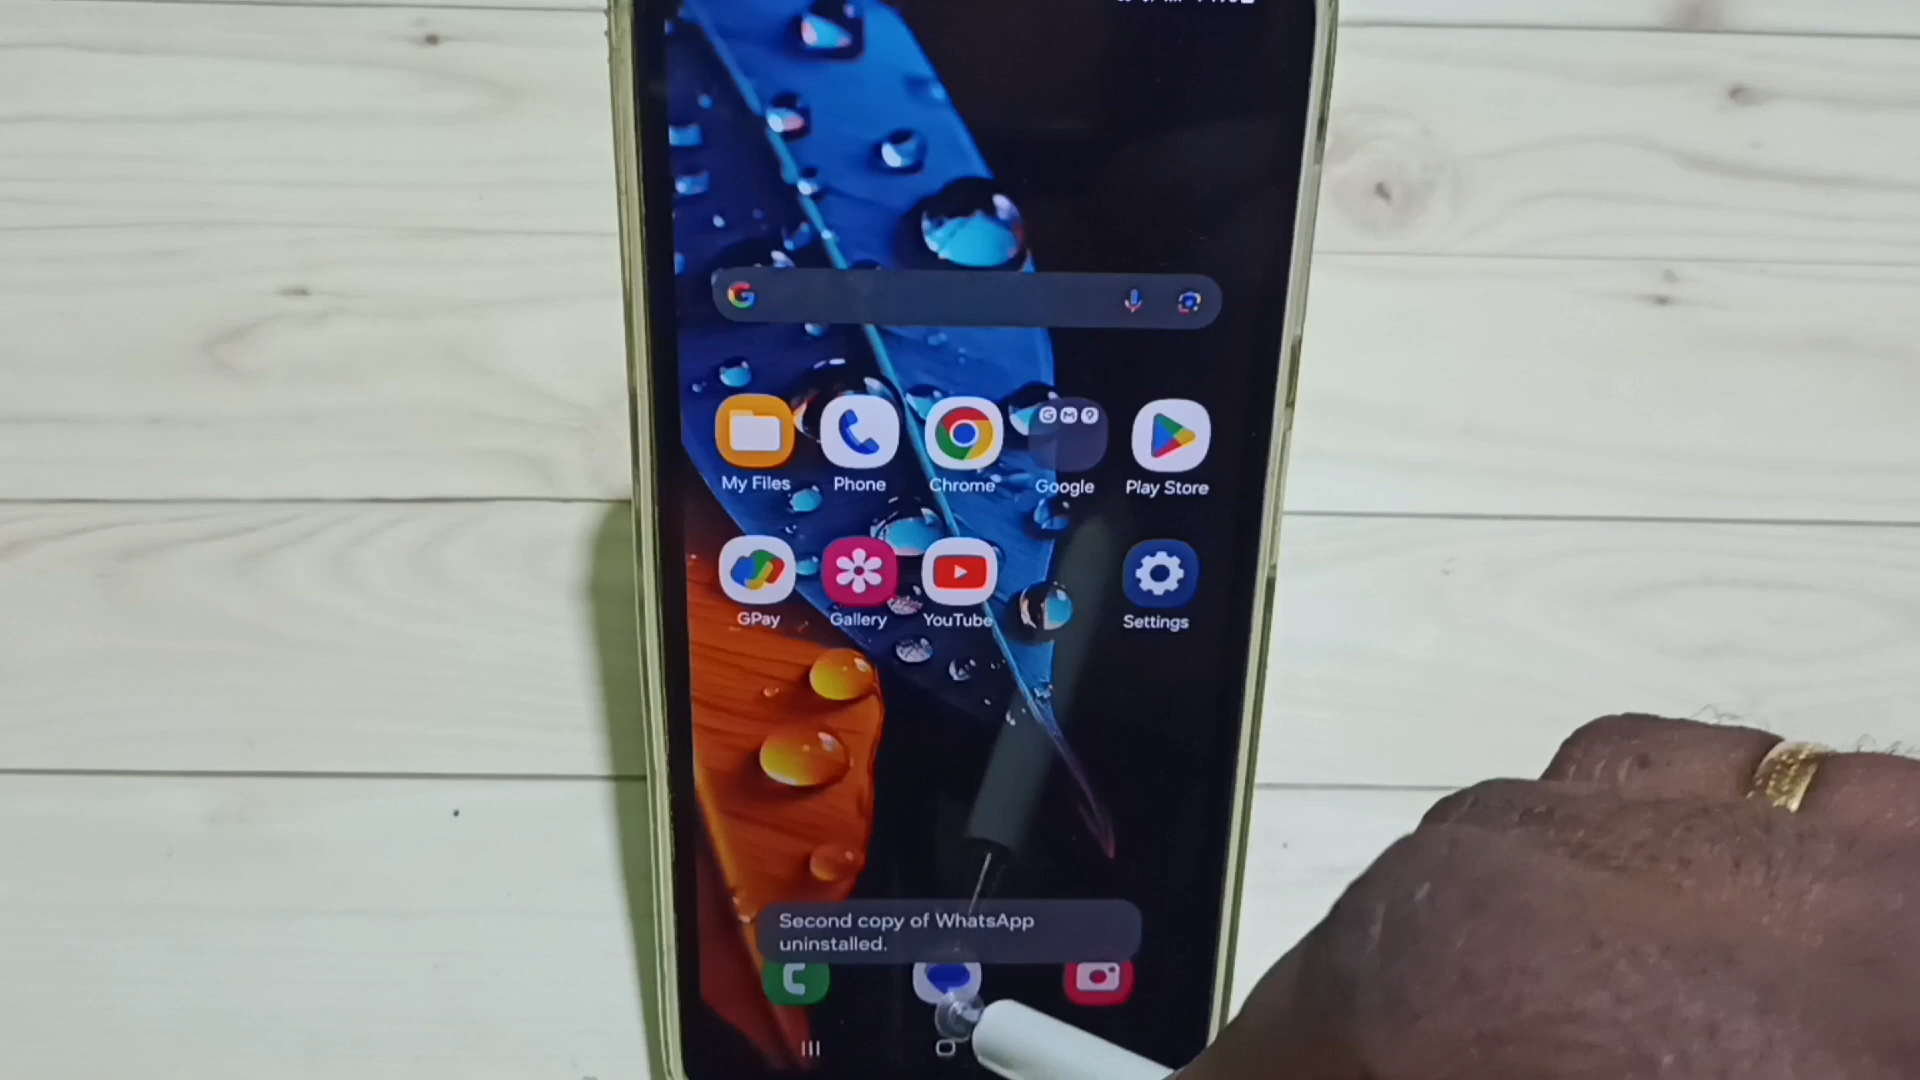 My Files Phone Chrome Google Play Store
GPay Gallery YouTube Settings
Second copy of WhatsApp
uninstalled.